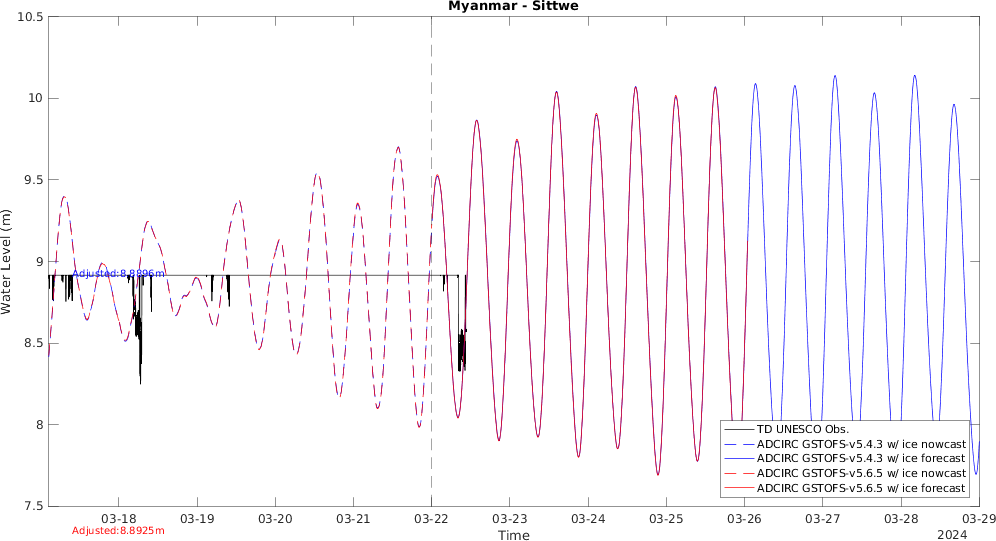 Myanmar - Sittwe
10.5
10
9.5
9
8.5
8
7.5
Water Level (m)
Adjusted:8.8896m
TD UNESCO Obs.
ADCIRC GSTOFS-v5.4.3 w/ ice nowcast
ADCIRC GSTOFS-v5.4.3 w/ ice forecast
ADCIRC GSTOFS-v5.6.5 w/ ice nowcast
ADCIRC GSTOFS-v5.6.5 w/ ice forecast
03-18 03-19 03-20 03-21 03-22 03-23 03-24 03-25 03-26 03-27 03-28 03-29
Adjusted:8.8925m
Time
2024